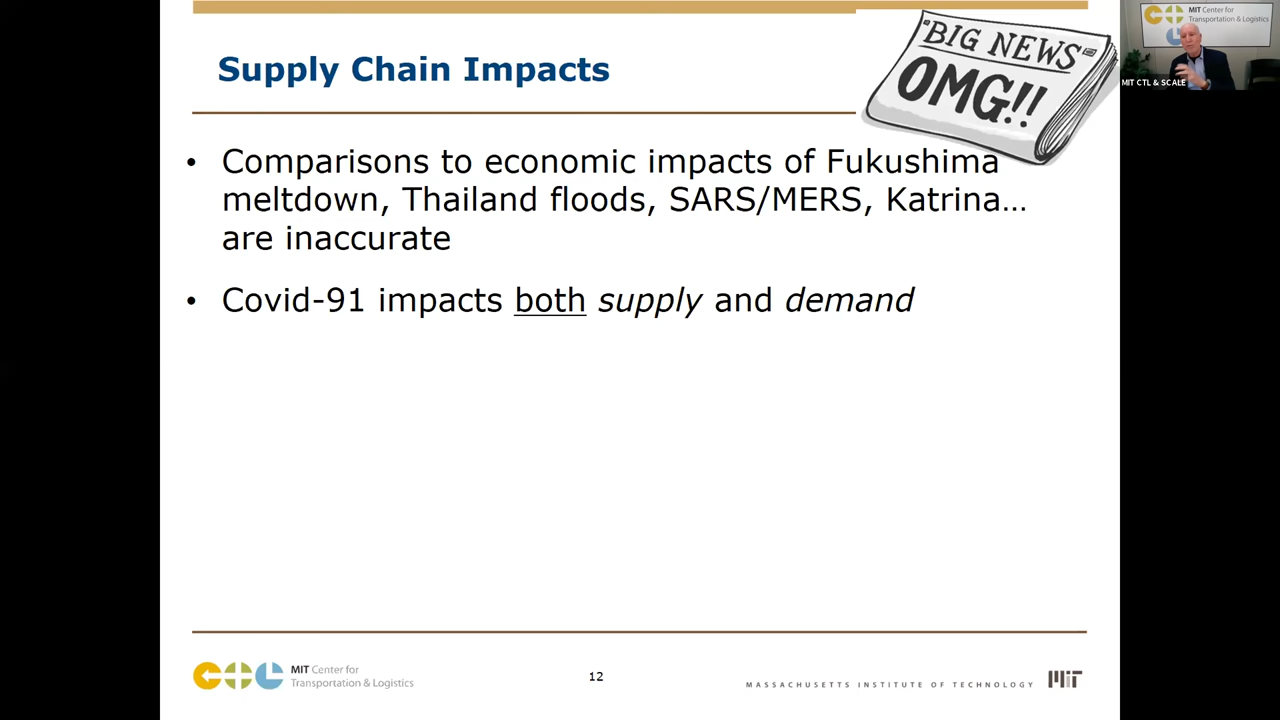 Supply Chain Impacts
"BIG NEWS"
OMG!!
MIT Center for
Transportation & Logistics
MIT CTL & SCALE
• Comparisons to economic impacts of Fukushima
meltdown, Thailand floods, SARS/MERS, Katrina…
are inaccurate
• Covid-91 impacts both supply and demand
MIT Center for
Transportation & Logistics
12
MASSACHUSETTS INSTITUTE OF TECHNOLOGY
MIT